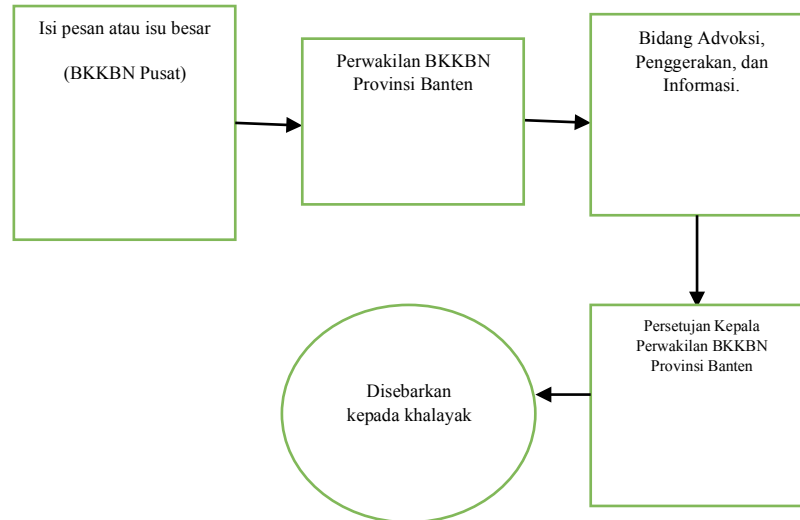 Isi pesan atau isu besar
(BKKBN Pusat)
Perwakilan BKKBN
Provinsi Banten
Bidang Advoksi,
Penggerakan, dan
Informasi.
Persetujan Kepala
Perwakilan BKKBN
Provinsi Banten
Disebarkan
kepada khalayak